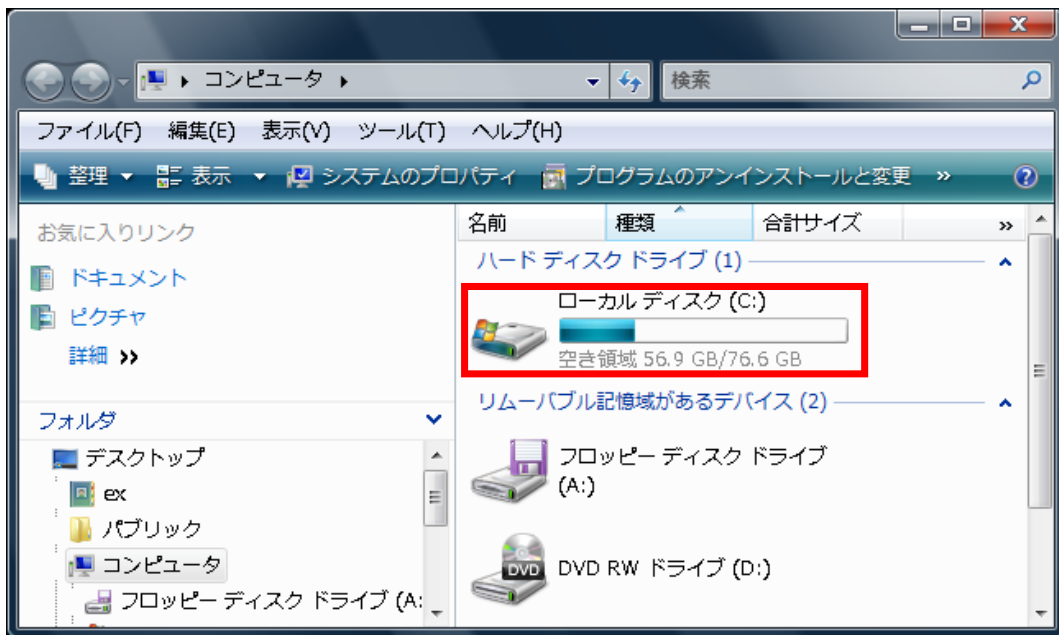 コンピュータ
検索
ファイル(F) 編集(E) 表示(V) ツール(T) ヘルプ(H)
整理 表示 システムのプロパティ プログラムのアンインストールと変更 »
お気に入りリンク
ドキュメント
ピクチャ
詳細 »
フォルダ
デスクトップ
ex
パブリック
コンピュータ
フロッピー ディスク ドライブ (A:
名前 種類 合計サイズ »
ハード ディスク ドライブ (1)
ローカル ディスク (C:)
空き領域 56.9 GB/76.6 GB
リムーバブル記憶域があるデバイス (2)
フロッピー ディスク ドライブ
(A:)
DVD
DVD RW ドライブ (D:)